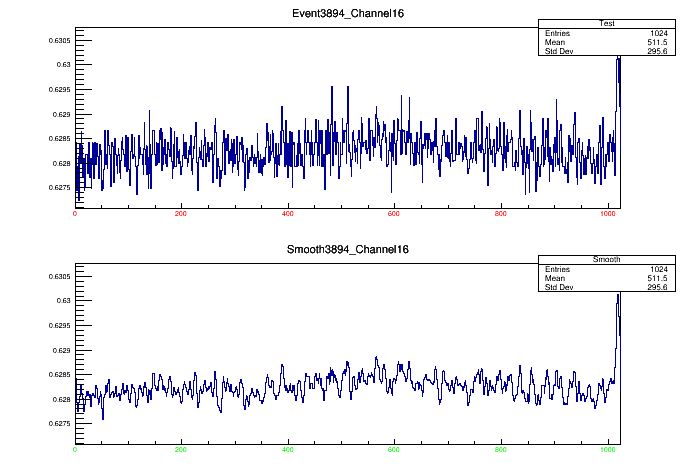 Event3894_Channel16
Test
Entries 1024
Mean 511.5
Std Dev 295.6
0.6305
0.63
0.6295
0.629
0.6285
0.628
0.6275
0 200 400 600 800 1000
Smooth3894_Channel16
Smooth
Entries 1024
Mean 511.5
Std Dev 295.6
0.6305
0.63
0.6295
0.629
0.6285
0.628
0.6275
0 200 400 600 800 1000